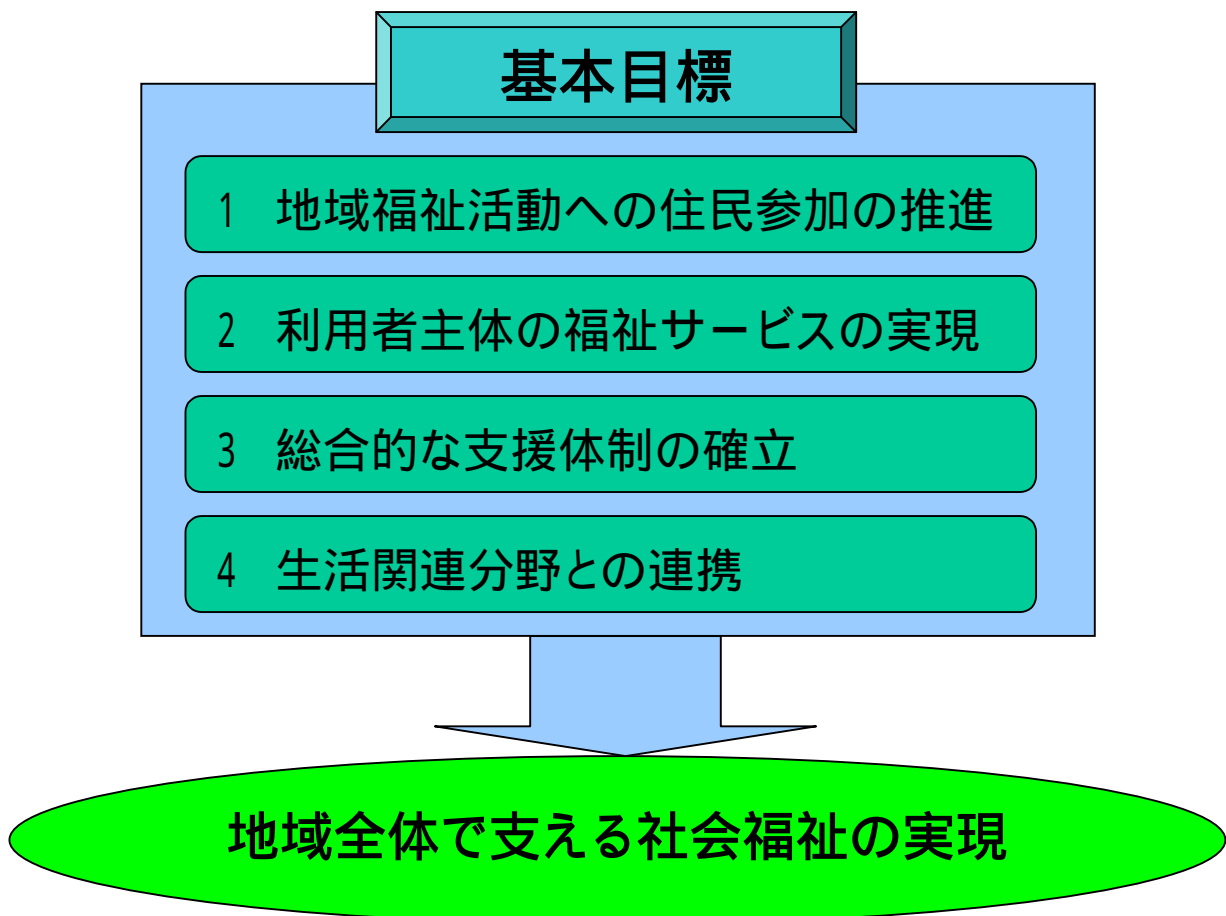 基本目標
1 地域福祉活動への住民参加の推進
2 利用者主体の福祉サービスの実現
3 総合的な支援体制の確立
4 生活関連分野との連携
地域全体で支える社会福祉の実現